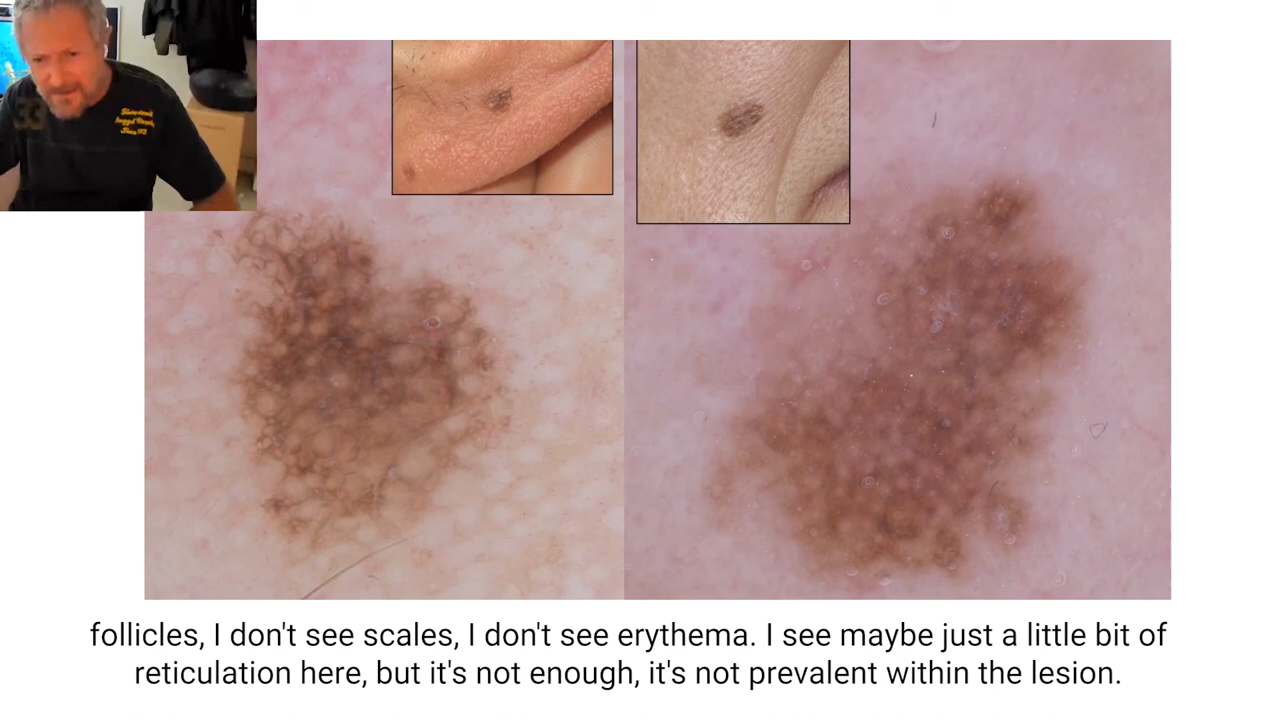 33
follicles, I don't see scales, I don't see erythema. I see maybe just a little bit of
reticulation here, but it's not enough, it's not prevalent within the lesion.